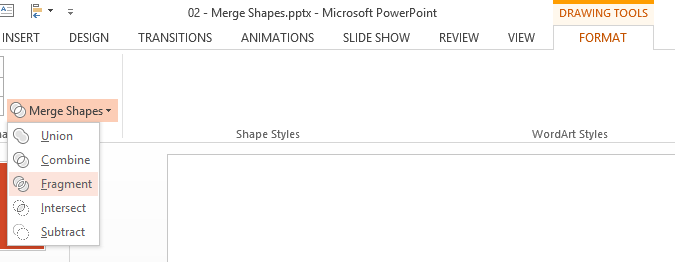 02 - Merge Shapes.pptx - Microsoft PowerPoint
DRAWING TOOLS
INSERT DESIGN TRANSITIONS ANIMATIONS SLIDE SHOW REVIEW VIEW FORMAT
Merge Shapes
Shape Styles WordArt Styles
Union
Combine
Fragment
Intersect
Subtract